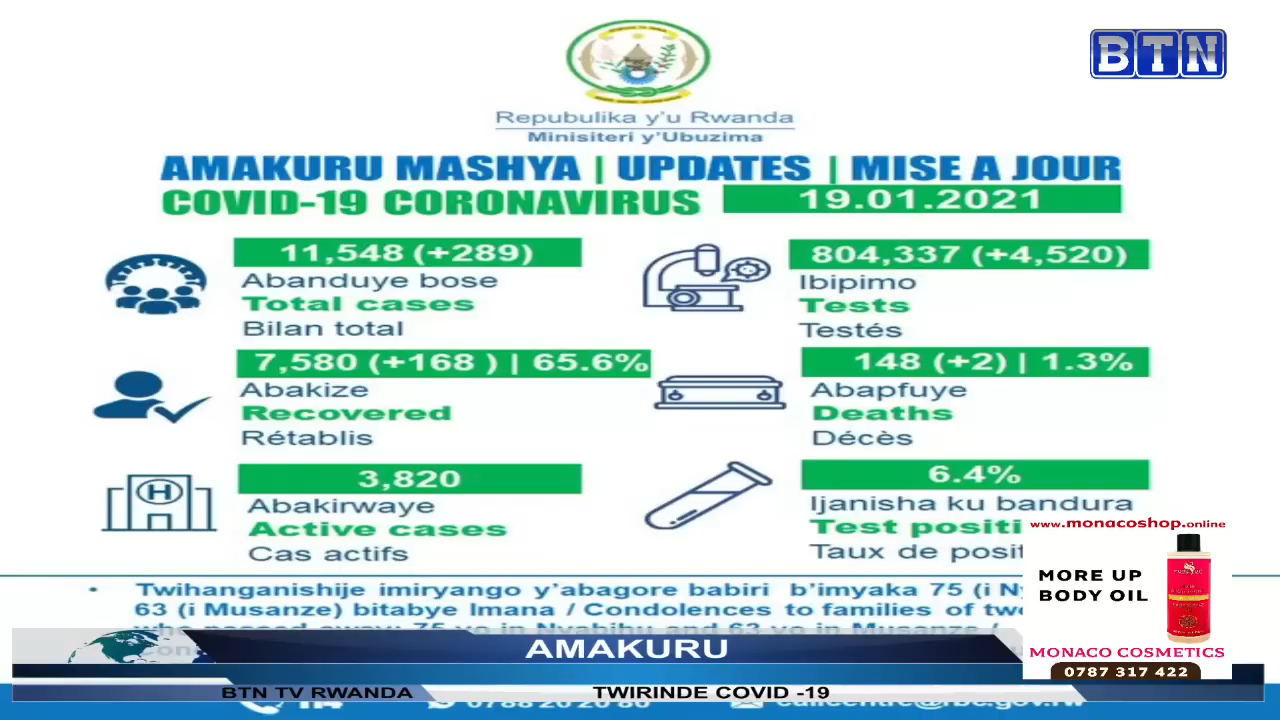 BTN
Repubulika y'u Rwanda
Minisiteri y'Ubuzima
AMAKURU MASHYA | UPDATES | MISE A JOUR
COVID-19 CORONAVIRUS 19.01.2021
11,548 (+289)
Abanduye bose
Total cases
Bilan total
804,337 (+4,520)
Ibipimo
Tests
Testés
7,580 (+168 ) | 65.6%
Abakize
Recovered
Rétablis
148 (+2) | 1.3%
Abapfuye
Deaths
Décès
3,820
Abakirwaye
Active cases
Cas actifs
6.4%
Ijanisha ku bandura
Test positi
Taux de posit
• Twihanganishije imiryango y'abagore babiri b'imyaka 75 (i Ny
63 (i Musanze) bitabye Imana / Condolences to families of tw
www.monacoshop.online
MORE UP
BODY OIL
MONACO COSMETICS
0787 317 422
AMAKURU
BTN TV RWANDA TWIRINDE COVID -19